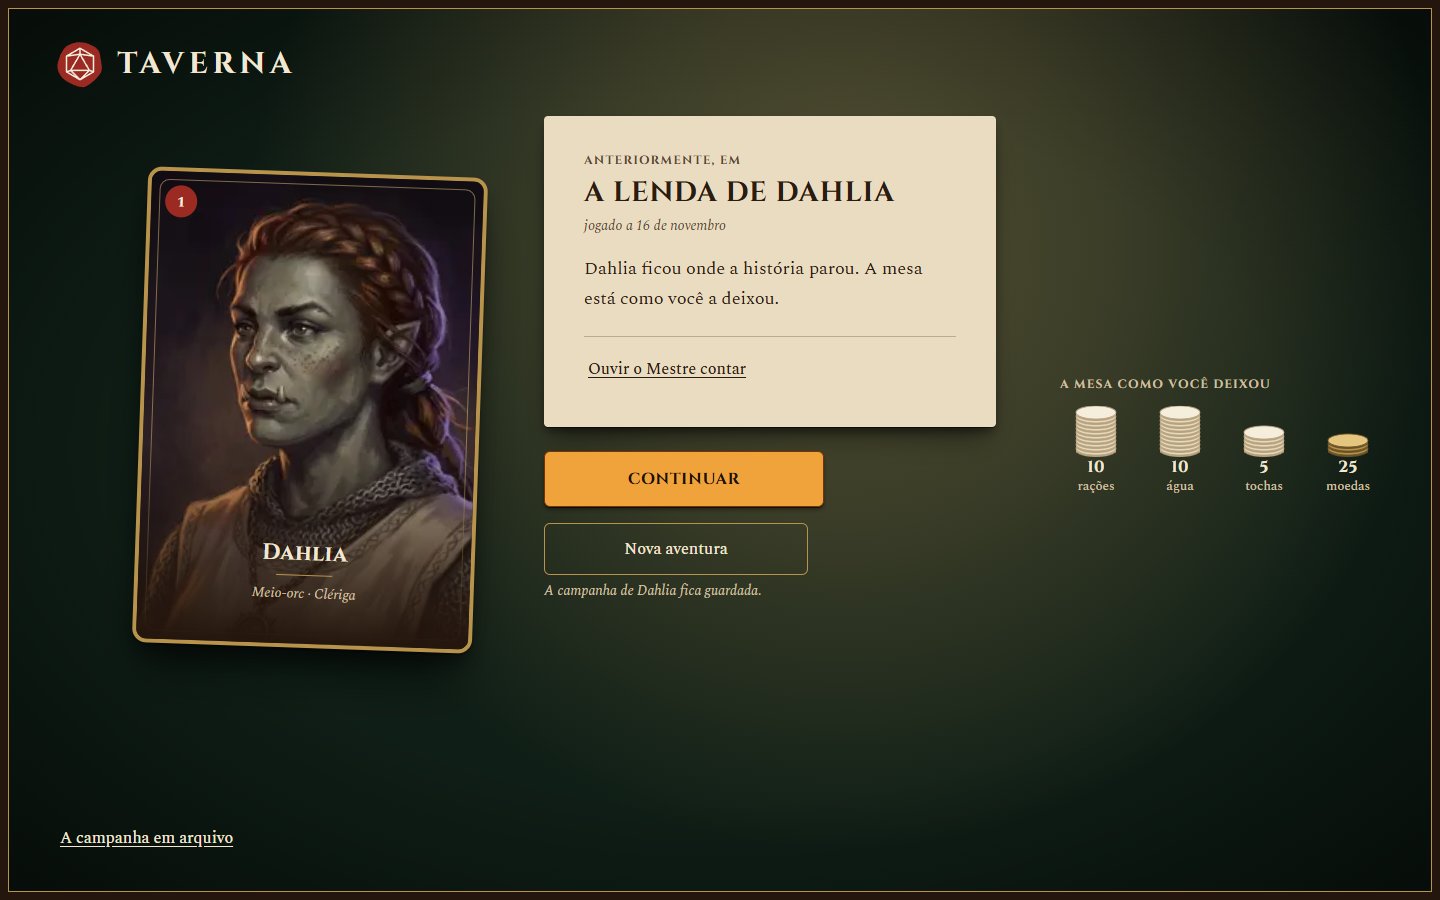 TAVERNA
1
DAHLIA
Meio-orc · Clériga
ANTERIORMENTE, EM
A LENDA DE DAHLIA
jogado a 16 de novembro
Dahlia ficou onde a história parou. A mesa
está como você a deixou.
Ouvir o Mestre contar
CONTINUAR
Nova aventura
A campanha de Dahlia fica guardada.
A MESA COMO VOCÊ DEIXOU
10 10 5 25
rações água tochas moedas
A campanha em arquivo